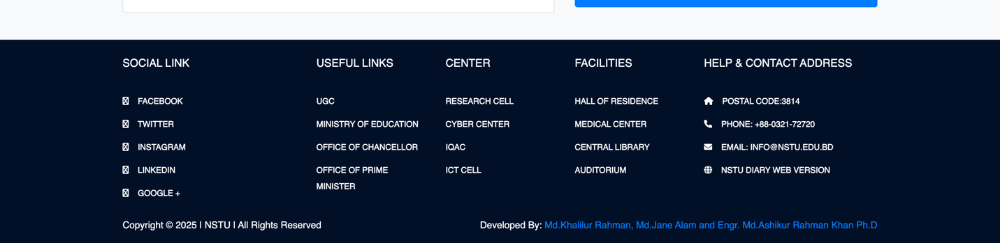 SOCIAL LINK
FACEBOOK
TWITTER
INSTAGRAM
LINKEDIN
GOOGLE +
USEFUL LINKS
UGC
MINISTRY OF EDUCATION
OFFICE OF CHANCELLOR
OFFICE OF PRIME
MINISTER
CENTER
RESEARCH CELL
CYBER CENTER
IQAC
ICT CELL
FACILITIES
HALL OF RESIDENCE
MEDICAL CENTER
CENTRAL LIBRARY
AUDITORIUM
HELP & CONTACT ADDRESS
POSTAL CODE:3814
PHONE: +88-0321-72720
EMAIL: INFO@NSTU.EDU.BD
NSTU DIARY WEB VERSION
Copyright © 2025 | NSTU | All Rights Reserved
Developed By: Md.Khalilur Rahman, Md.Jane Alam and Engr. Md.Ashikur Rahman Khan Ph.D